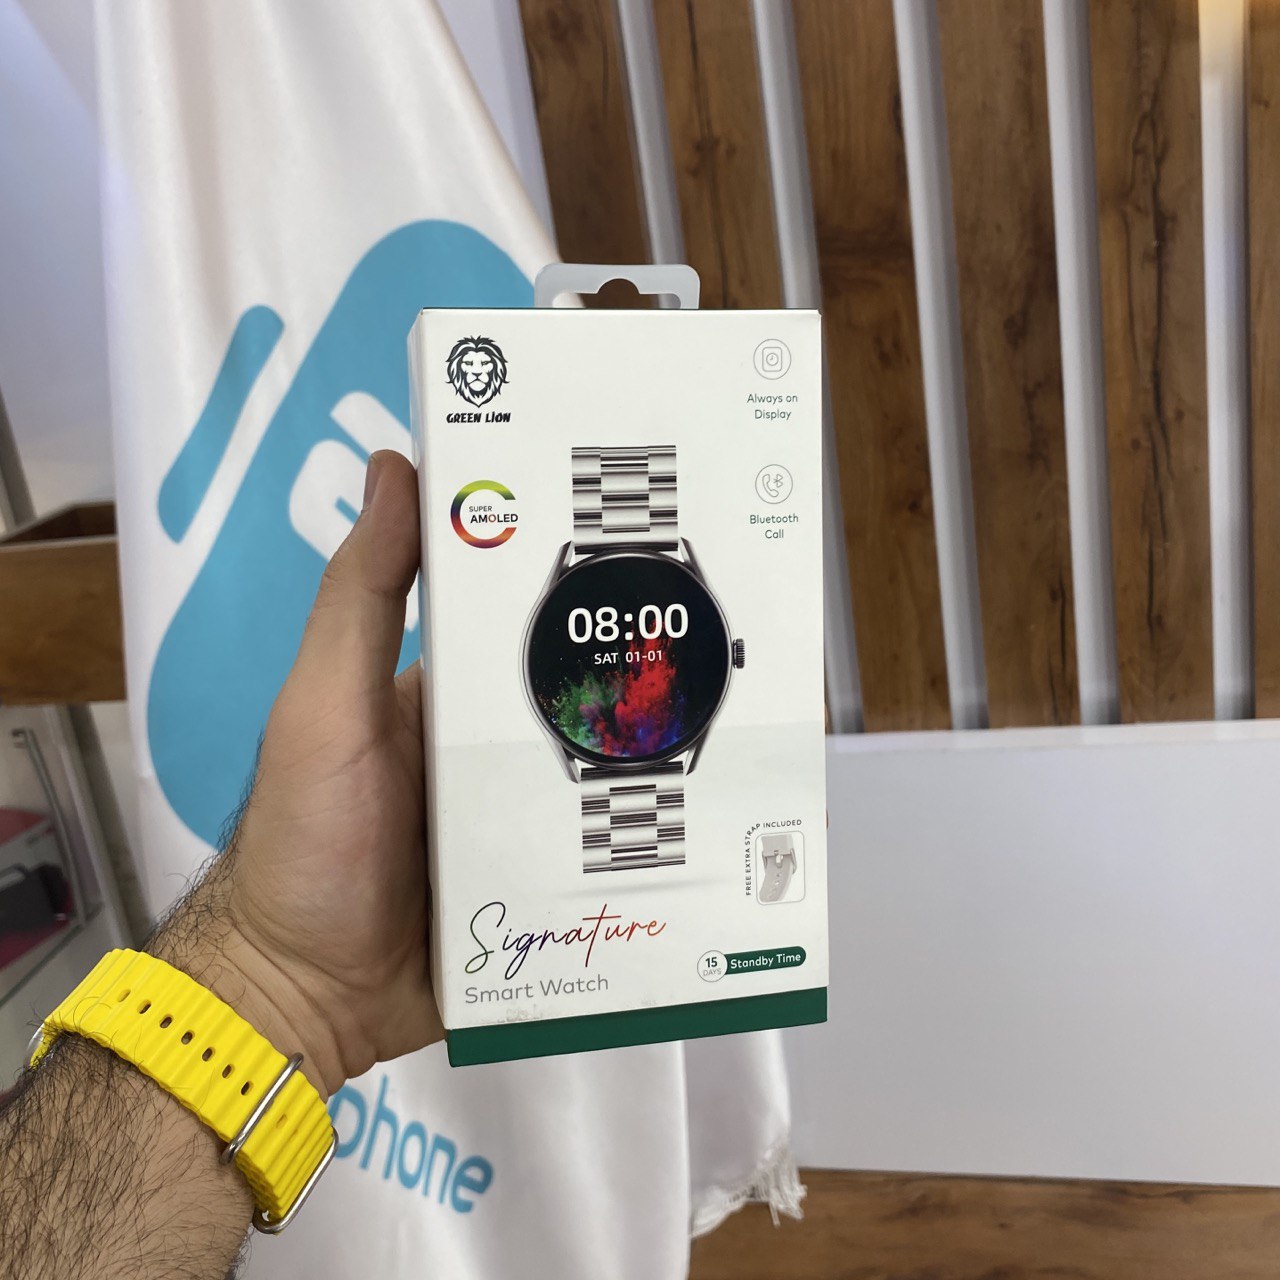 GREEN LION
Always on
Display
SUPER
AMOLED
Bluetooth
Call
08:00
SAT 01-01
FREE EXTRA STRAP INCLUDED
Signature
Smart Watch
15
DAYS
Standby Time
phone